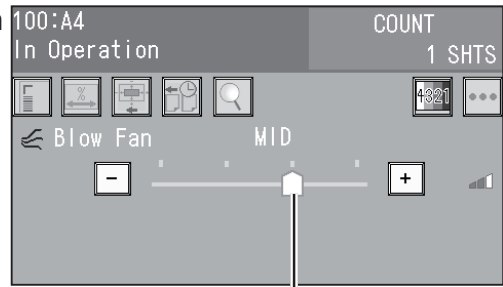 100:A4
COUNT
In Operation
1 SHTS
%
4321
Blow Fan MID
- +